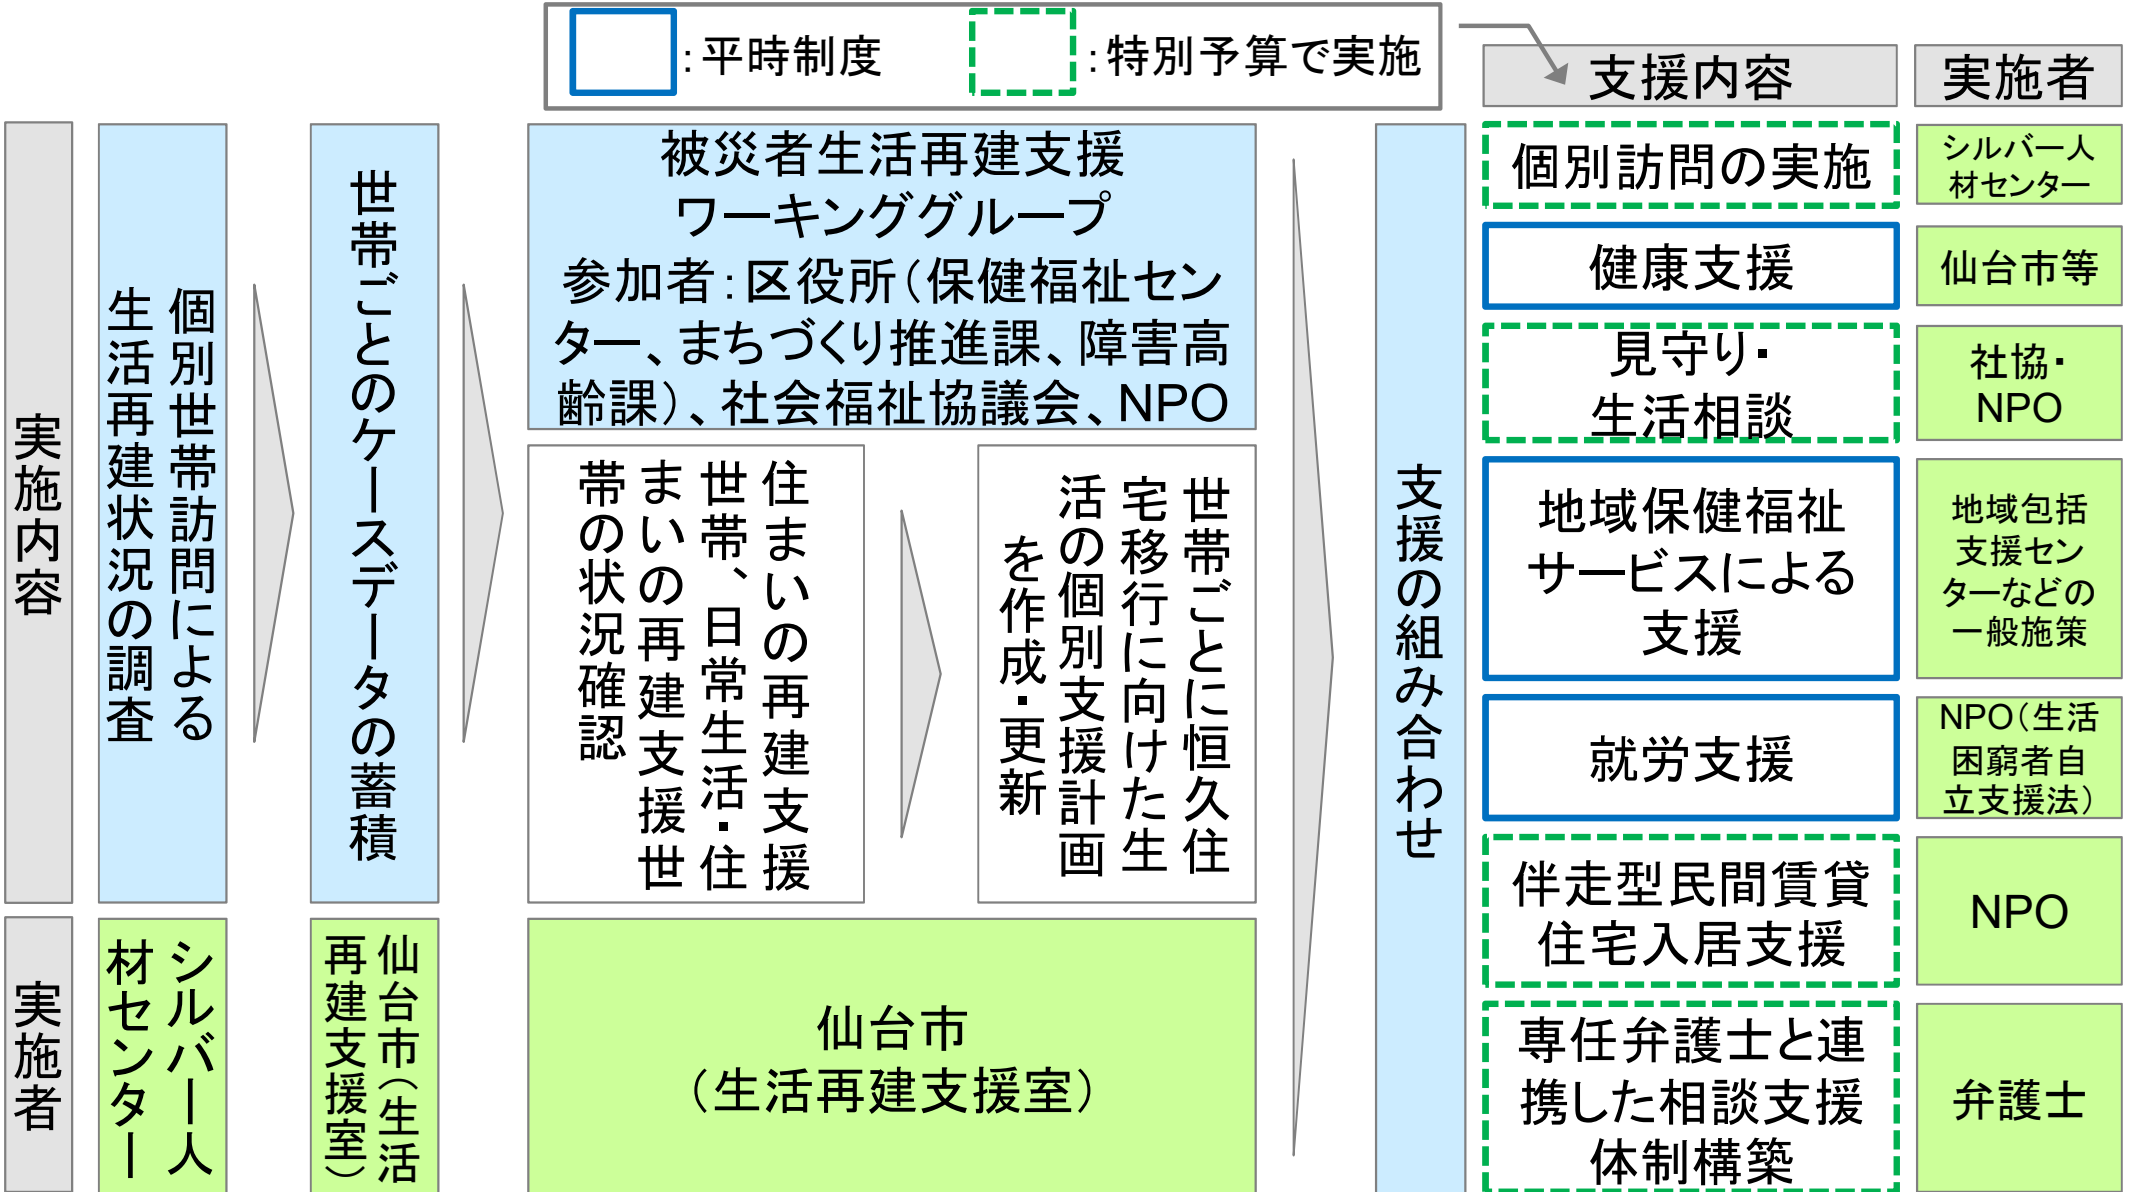 :平時制度
:特別予算で実施
支援内容
実施者
実施内容
個別世帯訪問による
生活再建状況の調査
世帯ごとのケースデータの蓄積
被災者生活再建支援
ワーキンググループ
参加者:区役所(保健福祉セン
ター、まちづくり推進課、障害高
齢課)、社会福祉協議会、NPO
住まいの再建支援
世帯、日常生活・住
まいの再建支援世
帯の状況確認
世帯ごとに恒久住
宅移行に向けた生
活の個別支援計画
を作成・更新
支援の組み合わせ
個別訪問の実施
シルバー人
材センター
健康支援
仙台市等
見守り・
生活相談
社協・
NPO
地域保健福祉
サービスによる
支援
地域包括
支援セン
ターなどの
一般施策
就労支援
NPO(生活
困窮者自
立支援法)
伴走型民間賃貸
住宅入居支援
NPO
専任弁護士と連
携した相談支援
体制構築
弁護士
実施者
シルバー人
材センター
仙台市(生活
再建支援室)
仙台市
(生活再建支援室)